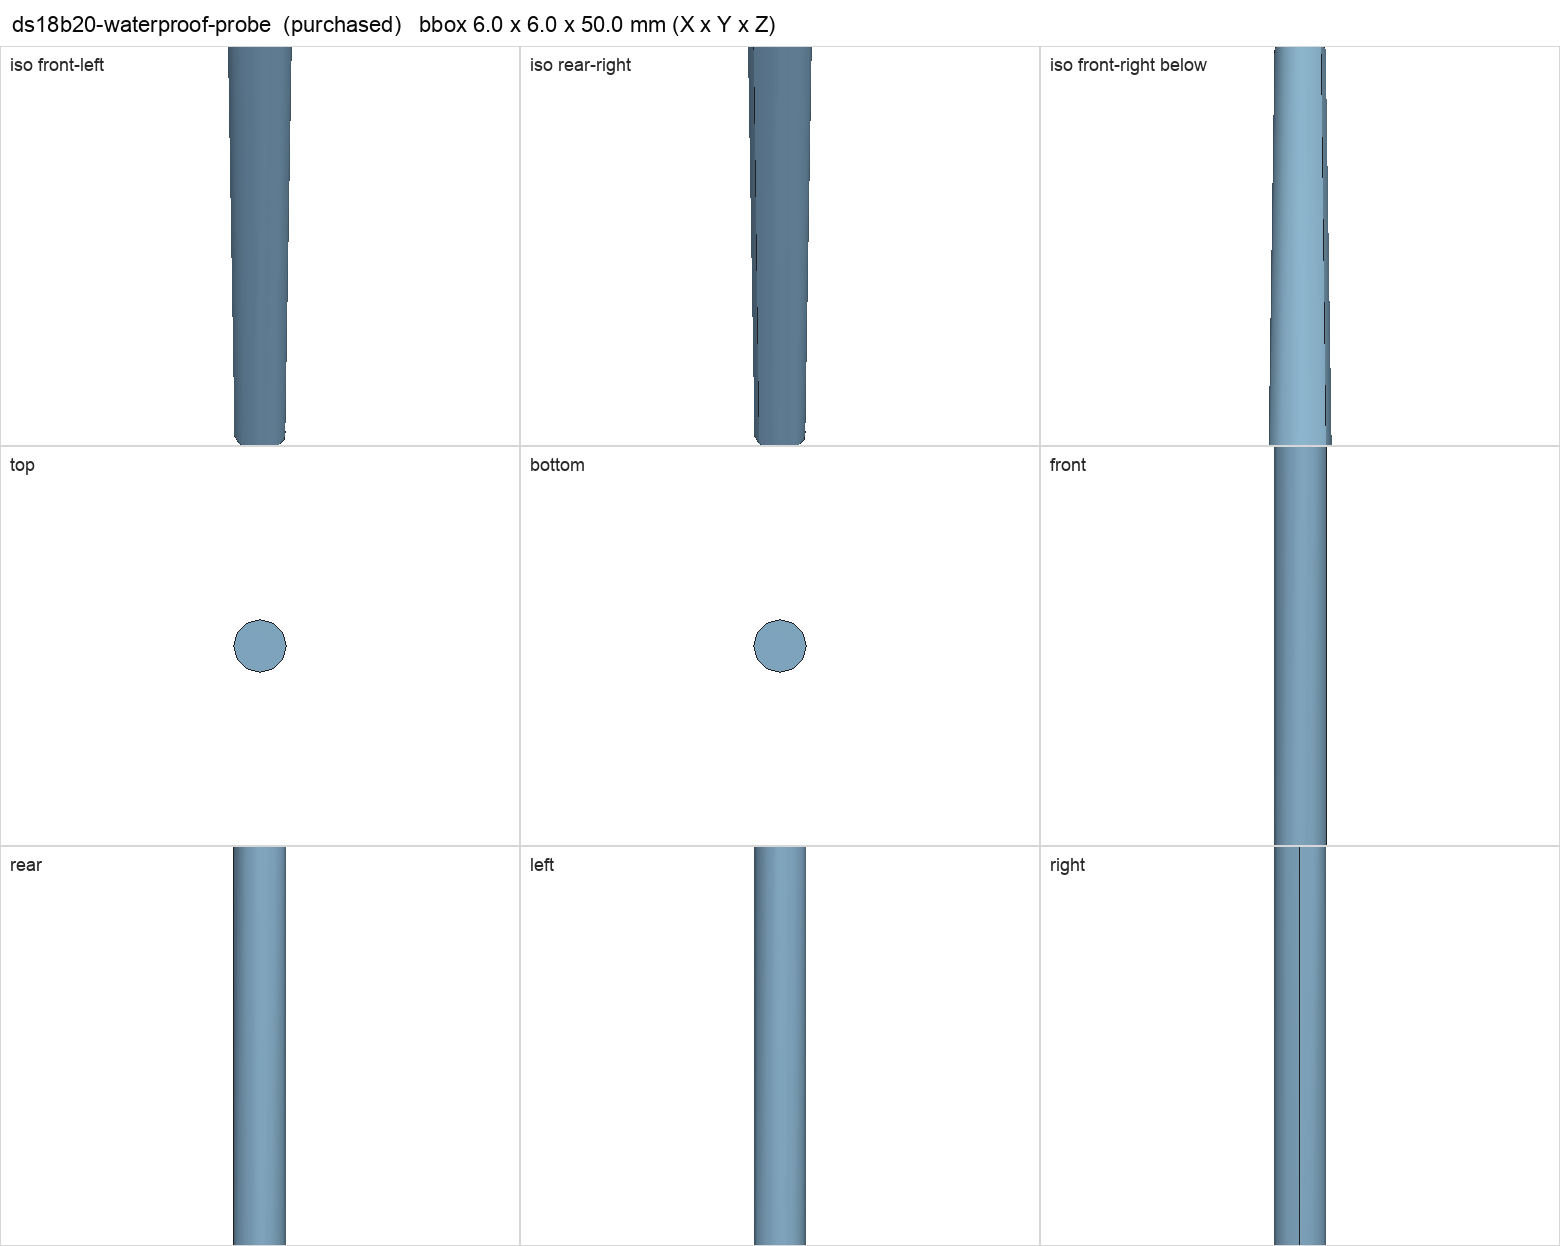 ds18b20-waterproof-probe (purchased) bbox 6.0 x 6.0 x 50.0 mm (X x Y x Z)
iso front-left
iso rear-right
iso front-right below
top
bottom
front
rear
left
right